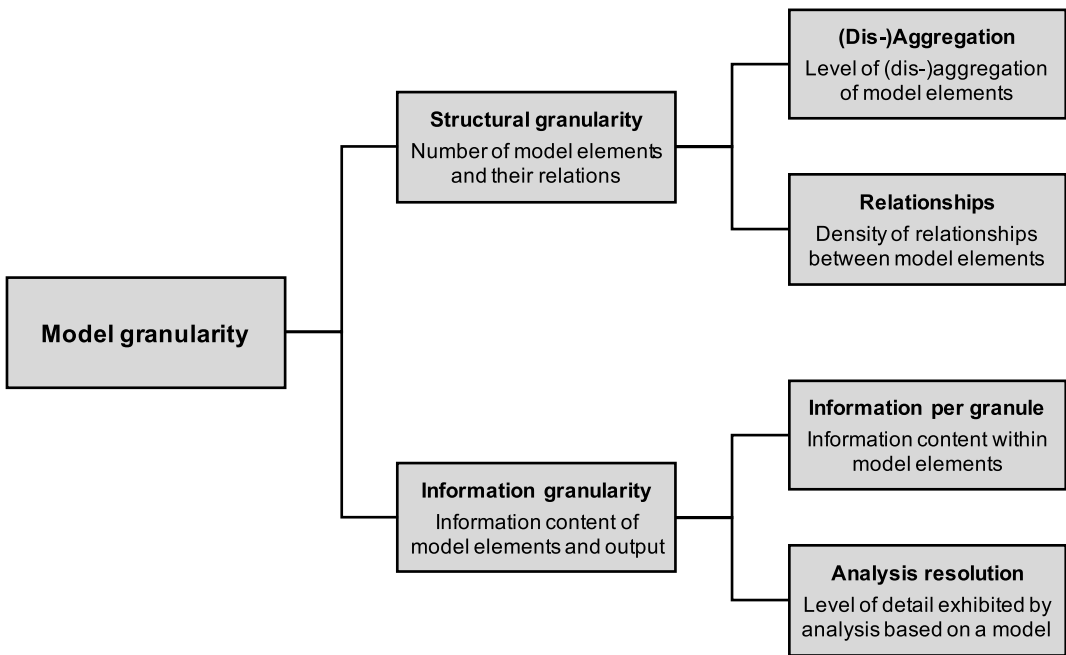 Model granularity
Structural granularity
Number of model elements
and their relations
(Dis-)Aggregation
Level of (dis-)aggregation
of model elements
Relationships
Density of relationships
between model elements
Information granularity
Information content of
model elements and output
Information per granule
Information content within
model elements
Analysis resolution
Level of detail exhibited by
analysis based on a model